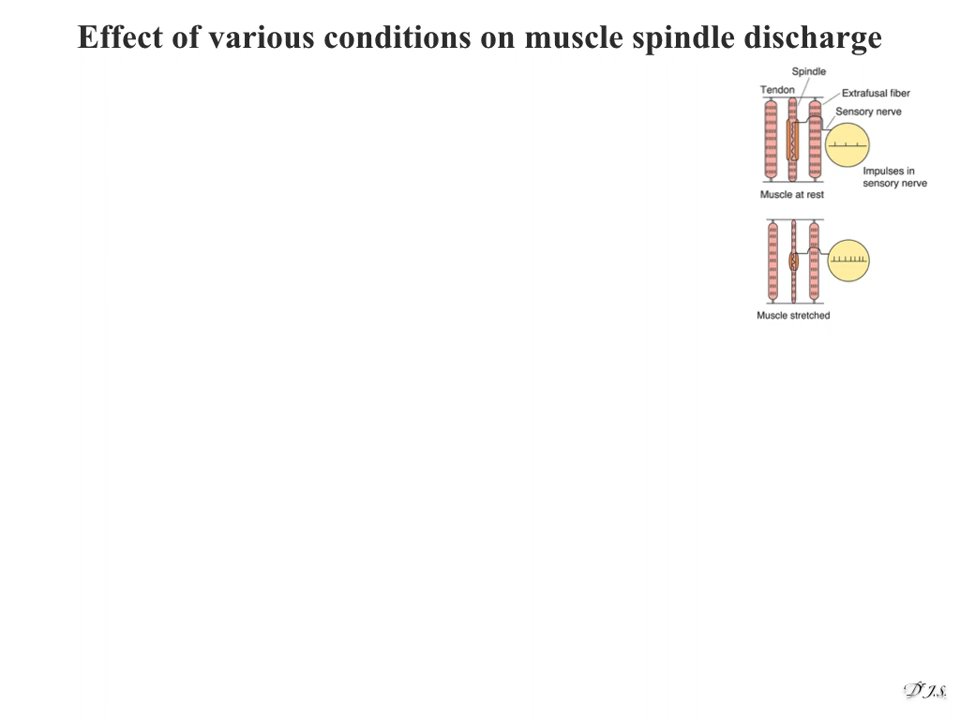 Effect of various conditions on muscle spindle discharge
Spindle
Tendon
Extrafusal fiber
Sensory nerve
Impulses in
sensory nerve
Muscle at rest
Muscle stretched
Dr J.S.